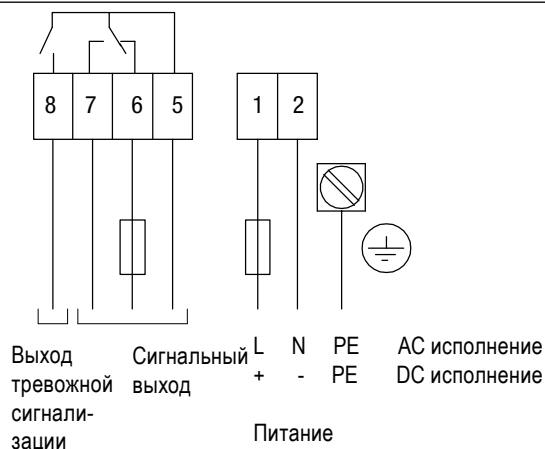 8 7 6 5 1 2
L N PE AC исполнение
+ - PE DC исполнение
Выход
тревожной
сигнали-
зации
Сигнальный
выход
Питание